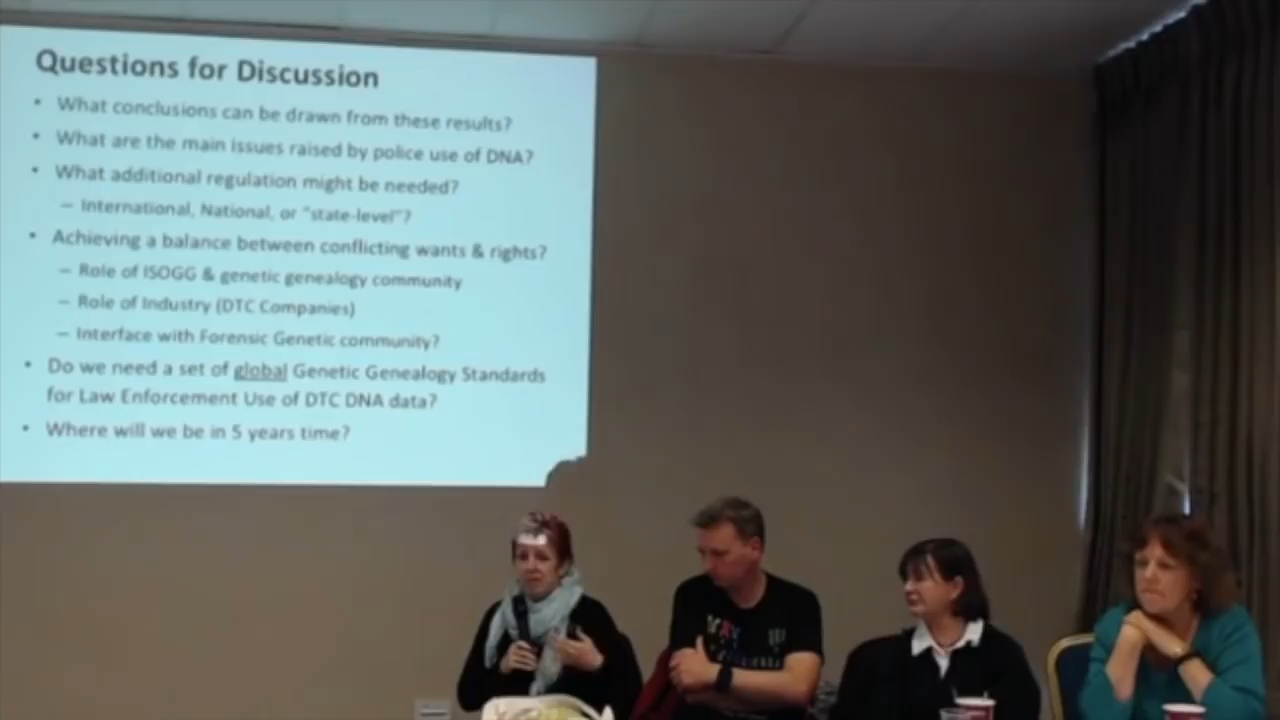 Questions for Discussion
• What conclusions can be drawn from these results?
• What are the main issues raised by police use of DNA?
• What additional regulation might be needed?
– International, National, or "state-level"?
• Achieving a balance between conflicting wants & rights?
– Role of ISOGG & genetic genealogy community
– Role of Industry (DTC Companies)
– Interface with Forensic Genetic community?
• Do we need a set of global Genetic Genealogy Standards
for Law Enforcement Use of DTC DNA data?
• Where will we be in 5 years time?